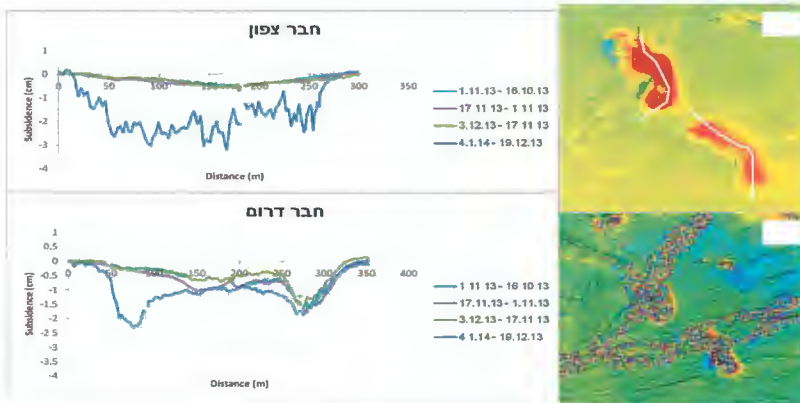 חבר צפון
1
0
-1
-2
-3
-4
0 50 100 150 200 250 300 350
Subsidence (cm)
Distance (m)
1.11.13- 16.10.13
17 11 13- 1 11 13
3.12.13- 17 11 13
4.1.14- 19.12.13
חבר דרום
1
0.5
0
-0.5
-1
-1.5
-2
-2.5
-3
-3.5
-4
0 50 100 150 200 250 300 400
Subsidence (cm)
Distance (m)
1 11 13- 16 10 13
17.11.13- 1.11.13
3.12.13- 17.11 13
4 1.14- 19.12.13